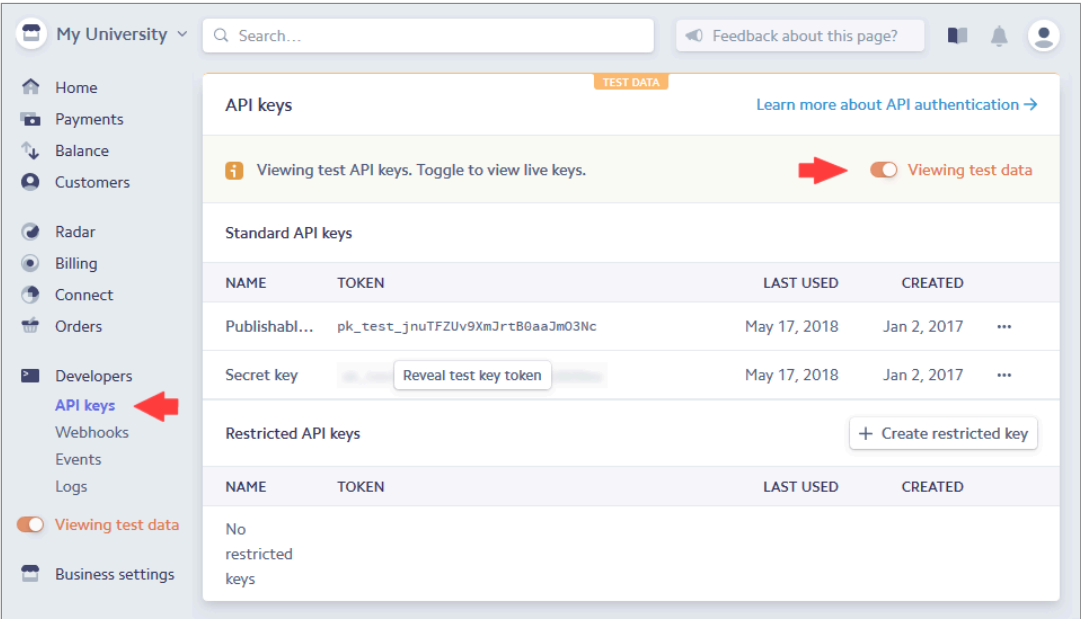 My University
Search...
Feedback about this page?
Home
Payments
Balance
Customers
Radar
Billing
Connect
Orders
Developers
API keys
Webhooks
Events
Logs
Viewing test data
Business settings
TEST DATA
API keys
Learn more about API authentication →
Viewing test API keys. Toggle to view live keys.
Viewing test data
Standard API keys
NAME TOKEN LAST USED CREATED
Publishabl... pk_test_jnuTFZUv9XmJrtB0aaJmO3Nc May 17, 2018 Jan 2, 2017
Secret key Reveal test key token May 17, 2018 Jan 2, 2017
Restricted API keys
+ Create restricted key
NAME TOKEN LAST USED CREATED
No
restricted
keys